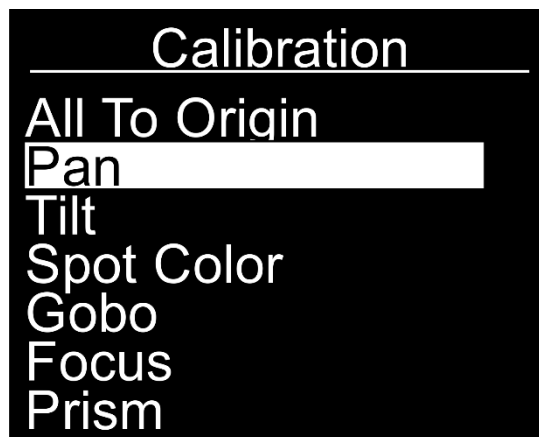 Calibration
All To Origin
Pan
Tilt
Spot Color
Gobo
Focus
Prism